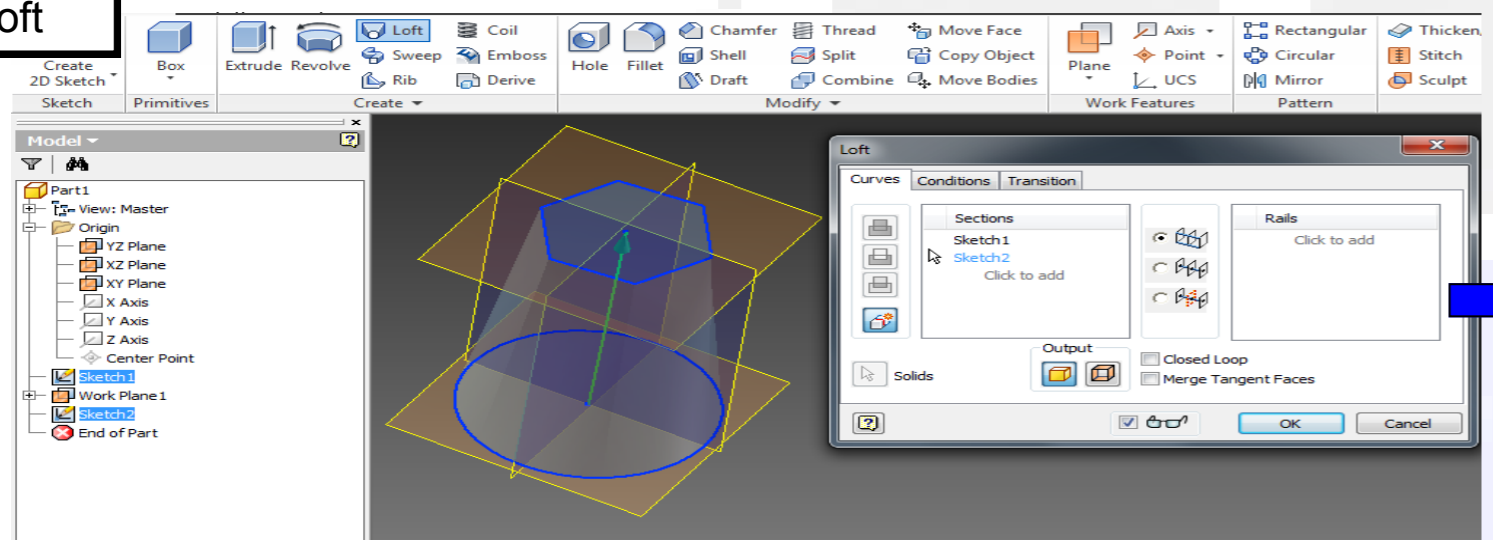 oft
Create
2D Sketch
Box
Extrude Revolve
Loft
Sweep
Rib
Coil
Emboss
Derive
Hole Fillet
Chamfer
Shell
Draft
Thread
Split
Combine
Move Face
Copy Object
Move Bodies
Plane
Axis
Point
UCS
Rectangular
Circular
Mirror
Thicken
Stitch
Sculpt
Sketch Primitives Create Modify Work Features Pattern
Model
Part1
View: Master
Origin
YZ Plane
XZ Plane
XY Plane
X Axis
Y Axis
Z Axis
Center Point
Sketch1
Work Plane1
Sketch2
End of Part
Loft
Curves Conditions Transition
Sections
Sketch1
Sketch2
Click to add
Rails
Click to add
Solids
Output
Closed Loop
Merge Tangent Faces
OK Cancel